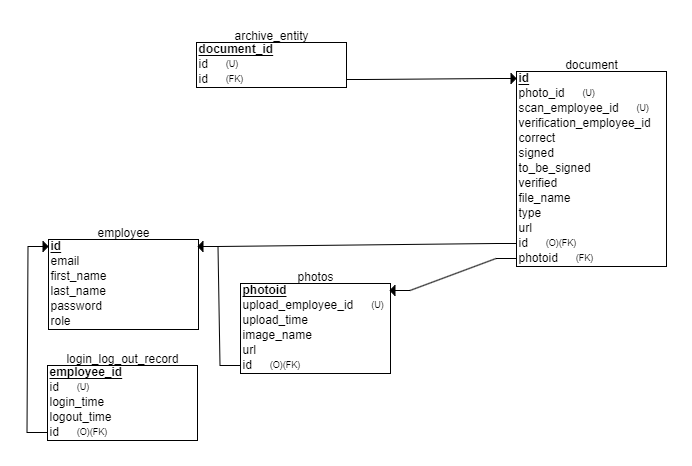 archive_entity
document_id
id (U)
id (FK)
document
id
photo_id (U)
scan_employee_id (U)
verification_employee_id
correct
signed
to_be_signed
verified
file_name
type
url
id (O)(FK)
photoid (FK)
employee
id
email
first_name
last_name
password
role
photos
photoid
upload_employee_id (U)
upload_time
image_name
url
id (O)(FK)
login_log_out_record
employee_id
id (U)
login_time
logout_time
id (O)(FK)